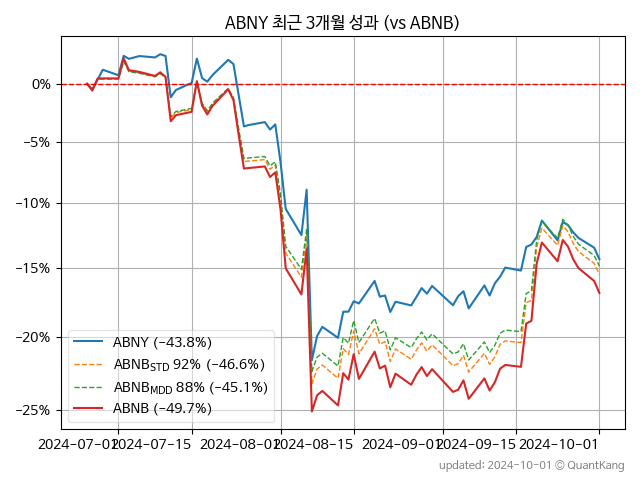 ABNY 최근 3개월 성과 (vs ABNB)
0%
−5%
−10%
−15%
−20%
−25%
ABNY (−43.8%)
ABNB_STD 92% (−46.6%)
ABNB_MDD 88% (−45.1%)
ABNB (−49.7%)
2024-07-01 2024-07-15 2024-08-01 2024-08-15 2024-09-01 2024-09-15 2024-10-01
updated: 2024-10-01 © QuantKang